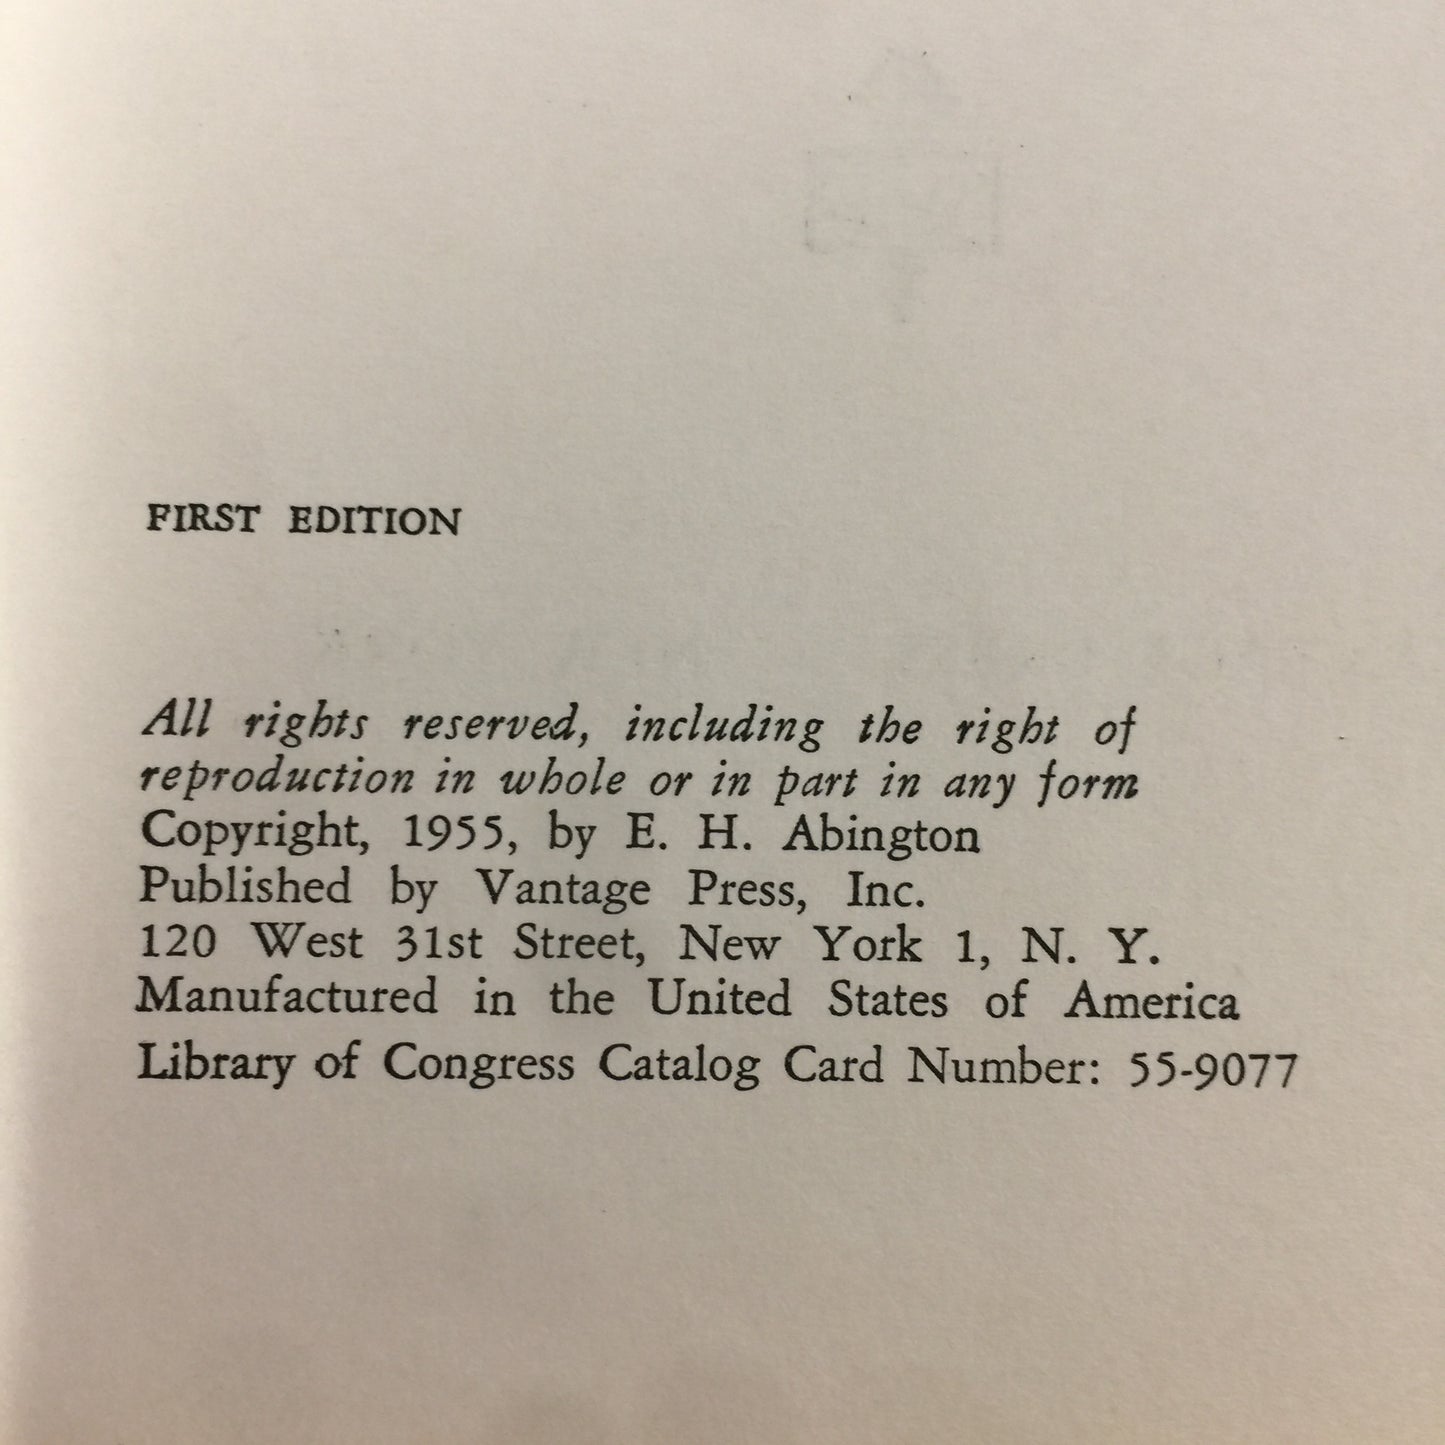 FIRST EDITION
All rights reserved, including the right of
reproduction in whole or in part in any form
Copyright, 1955, by E. H. Abington
Published by Vantage Press, Inc.
120 West 31st Street, New York 1, N. Y.
Manufactured in the United States of America
Library of Congress Catalog Card Number: 55-9077